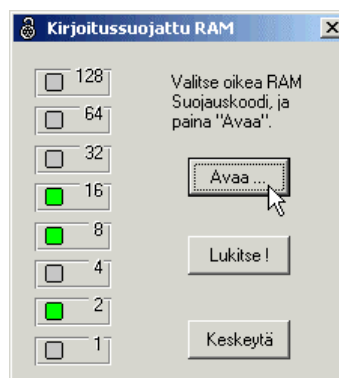 Kirjoitussuojattu RAM
128
64
32
16
8
4
2
1
Valitse oikea RAM
Suojauskoodi, ja
paina "Avaa".
Avaa ...
Lukitse !
Keskeytä